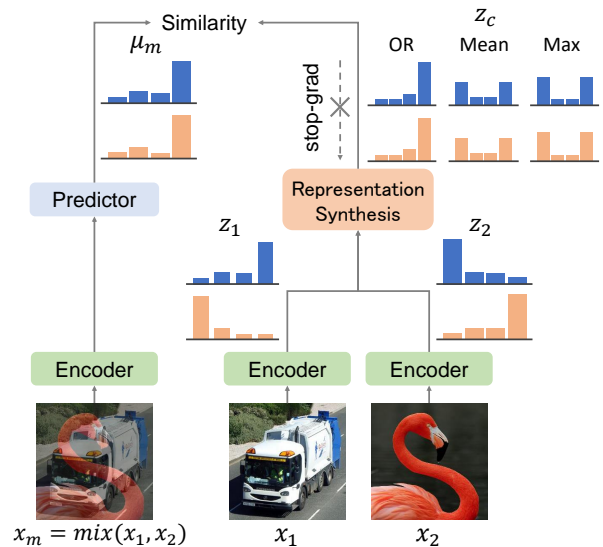 Similarity
μ_m
z_c
OR Mean Max
stop-grad
Predictor
Representation
Synthesis
z_1
z_2
Encoder
Encoder
Encoder
x_m = mix(x_1, x_2)
x_1
x_2